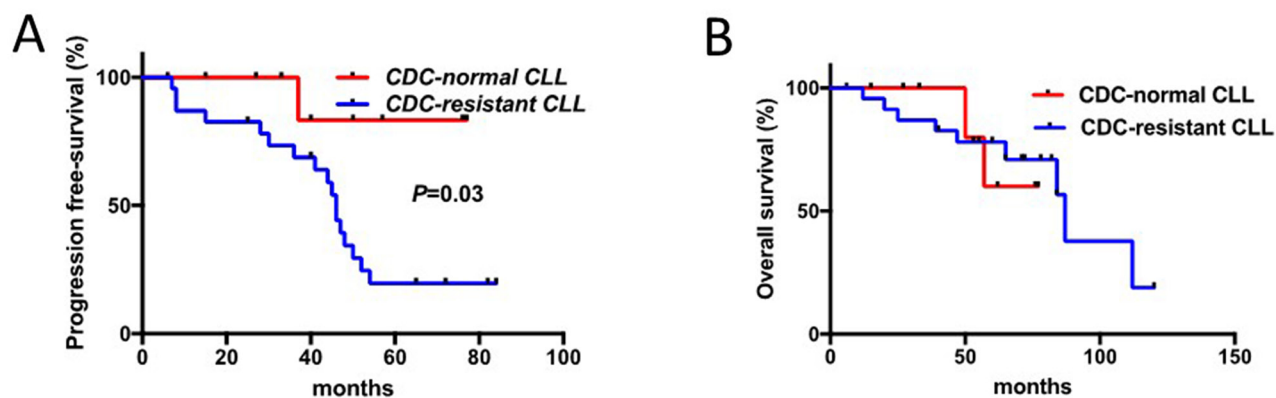 A
Progression free-survival (%)
100
50
0
0 20 40 60 80 100
months
CDC-normal CLL
CDC-resistant CLL
P=0.03
B
Overall survival (%)
100
50
0
0 50 100 150
months
CDC-normal CLL
CDC-resistant CLL